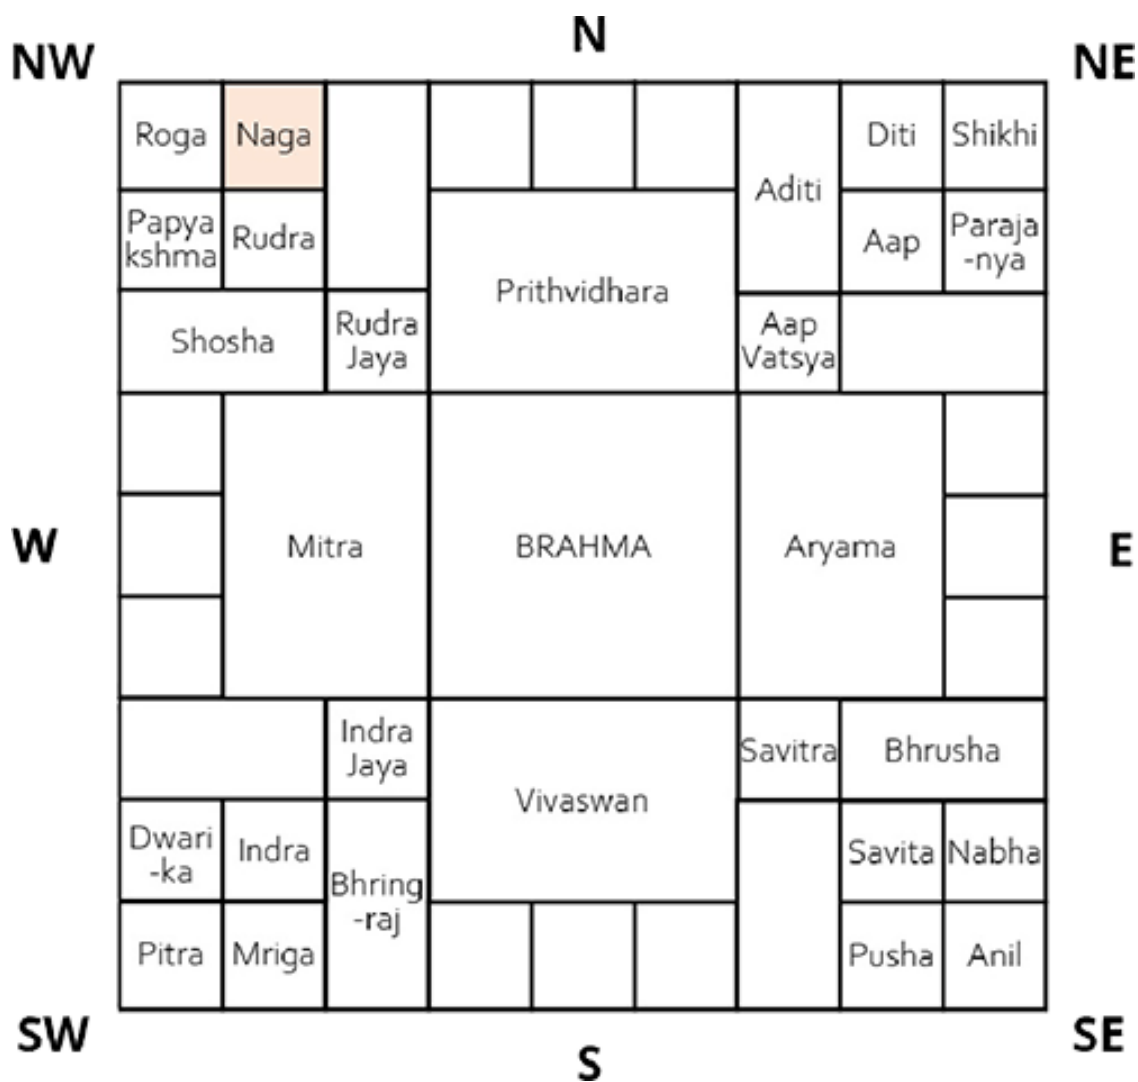 N
NW
NE
Roga
Naga
Diti
Shikhi
Aditi
Papya
kshma
Rudra
Aap
Paraja
-nya
Prithvidhara
Shosha
Rudra
Jaya
Aap
Vatsya
W
Mitra
BRAHMA
Aryama
E
Indra
Jaya
Savitra
Bhrusha
Vivaswan
Dwari
-ka
Indra
Bhring
-raj
Savita
Nabha
Pitra
Mriga
Pusha
Anil
SW
S
SE